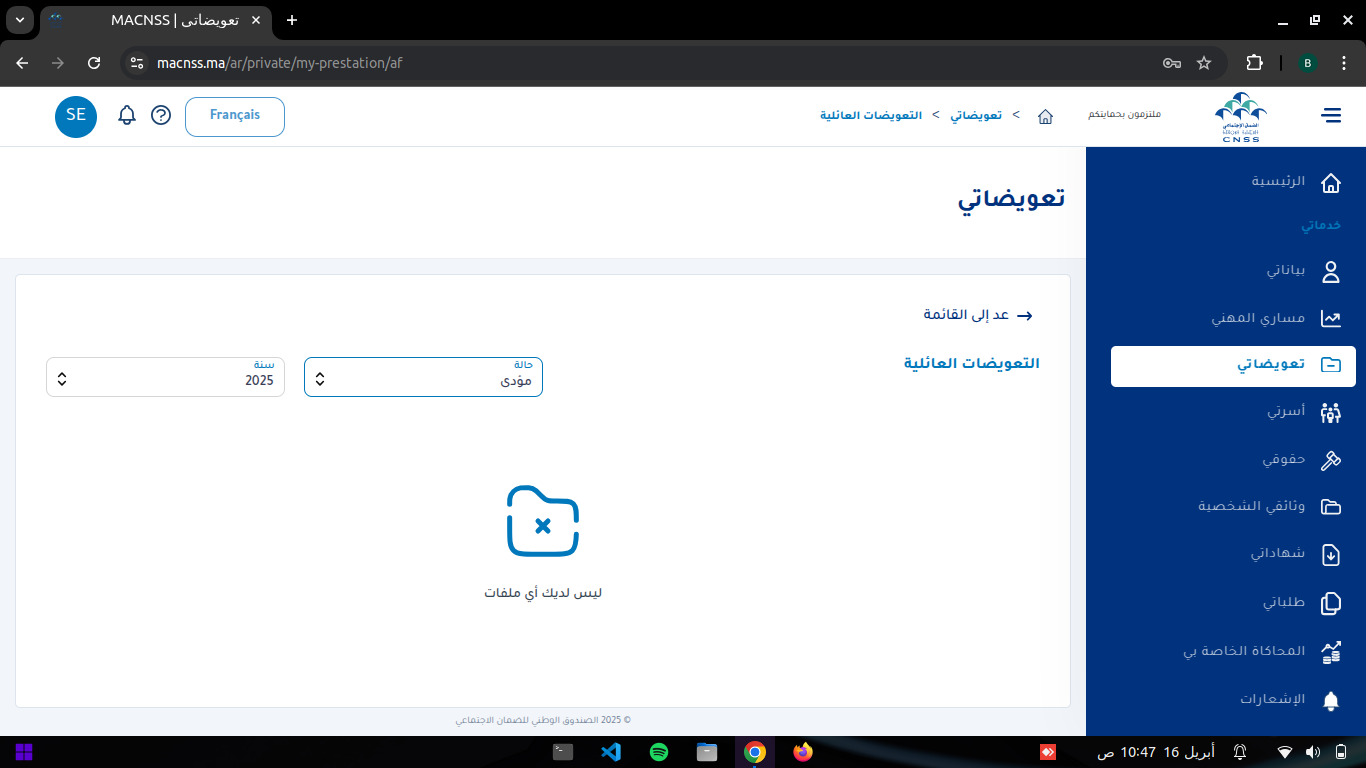 تعويضاتي | MACNSS
macnss.ma/ar/private/my-prestation/af
B
SE
Français
ملتزمون بحمايتكم
> تعويضاتي > التعويضات العائلية
الضمان الاجتماعي
CNSS
الرئيسية
خدماتي
بياناتي
مساري المهني
تعويضاتي
أسرتي
حقوقي
وثائقي الشخصية
شهاداتي
طلباتي
المحاكاة الخاصة بي
الإشعارات
تعويضاتي
عد إلى القائمة
التعويضات العائلية
حالة
مؤدى
سنة
2025
ليس لديك أي ملفات
© 2025 الصندوق الوطني للضمان الاجتماعي
أبريل 16 10:47 ص